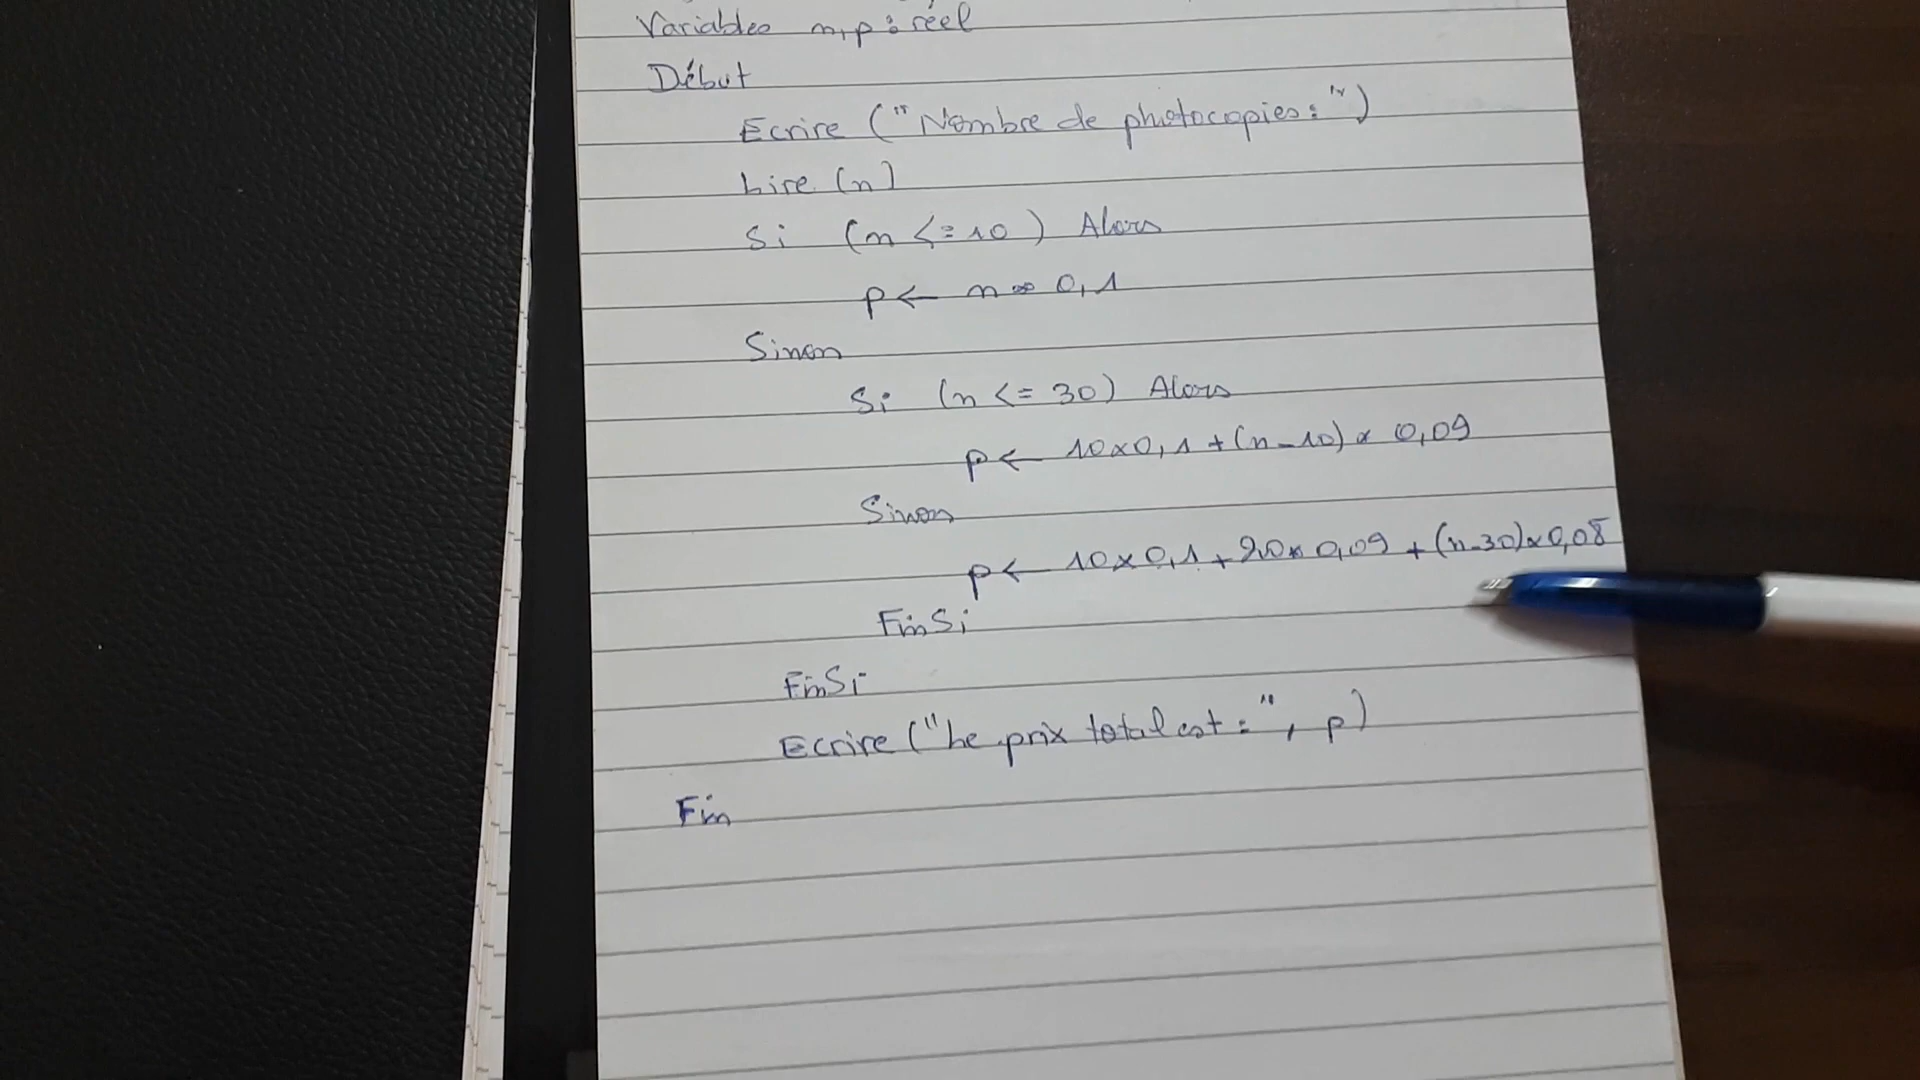 Variables n, p : réel
Début
Ecrire ("Nombre de photocopies : ")
Lire (n)
Si (n <= 10) Alors
p ← n * 0,1
Sinon
Si (n <= 30) Alors
p ← 10 x 0,1 + (n - 10) * 0,09
Sinon
p ← 10 x 0,1 + 20 * 0,09 + (n - 30) x 0,08
FinSi
FinSi
Ecrire ("Le prix total est : ", p)
Fin